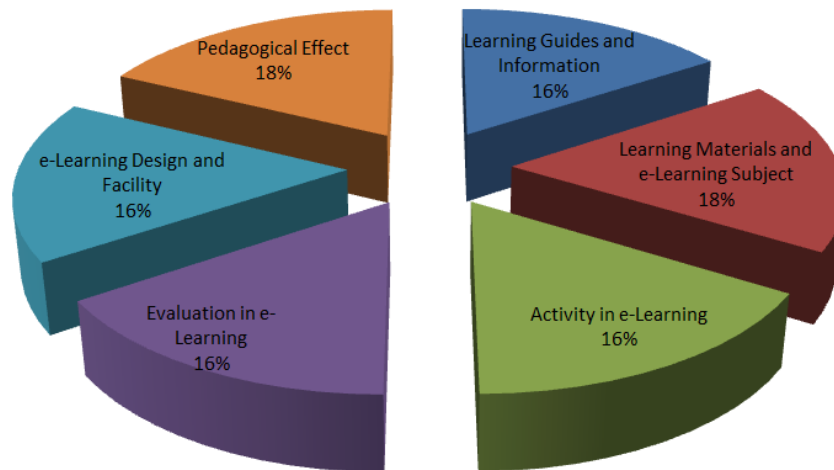 Pedagogical Effect
18%
Learning Guides and
Information
16%
Learning Materials and
e-Learning Subject
18%
Activity in e-Learning
16%
Evaluation in e-
Learning
16%
e-Learning Design and
Facility
16%